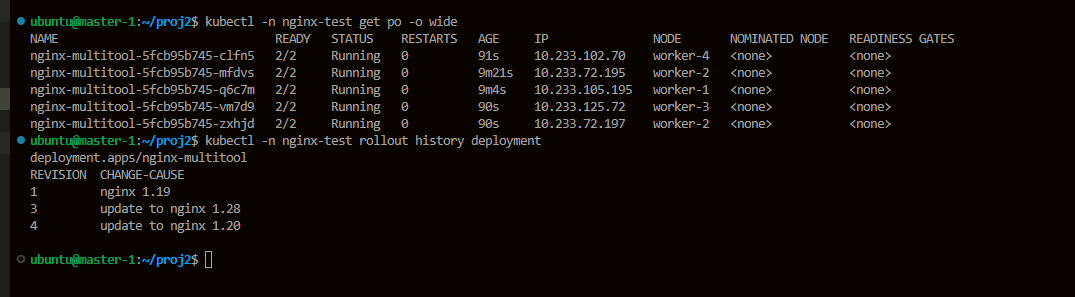 ubuntu@master-1:~/proj2$ kubectl -n nginx-test get po -o wide
NAME READY STATUS RESTARTS AGE IP NODE NOMINATED NODE READINESS GATES
nginx-multitool-5fcb95b745-clfn5 2/2 Running 0 91s 10.233.102.70 worker-4 <none> <none>
nginx-multitool-5fcb95b745-mfdvs 2/2 Running 0 9m21s 10.233.72.195 worker-2 <none> <none>
nginx-multitool-5fcb95b745-q6c7m 2/2 Running 0 9m4s 10.233.105.195 worker-1 <none> <none>
nginx-multitool-5fcb95b745-vm7d9 2/2 Running 0 90s 10.233.125.72 worker-3 <none> <none>
nginx-multitool-5fcb95b745-zxhjd 2/2 Running 0 90s 10.233.72.197 worker-2 <none> <none>
ubuntu@master-1:~/proj2$ kubectl -n nginx-test rollout history deployment
deployment.apps/nginx-multitool
REVISION CHANGE-CAUSE
1 nginx 1.19
3 update to nginx 1.28
4 update to nginx 1.20
ubuntu@master-1:~/proj2$